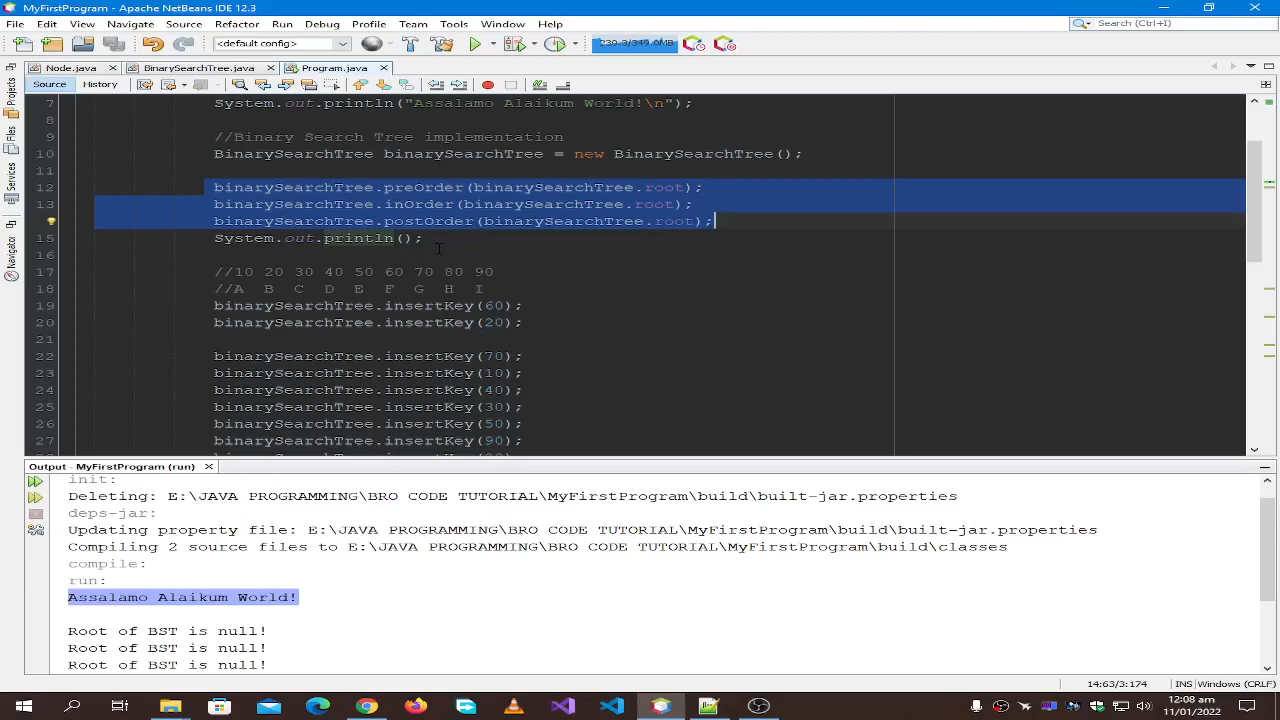 MyFirstProgram - Apache NetBeans IDE 12.3
File Edit View Navigate Source Refactor Run Debug Profile Team Tools Window Help
Search (Ctrl+I)
<default config>
230.3/349.0MB
Node.java
BinarySearchTree.java
Program.java
Source History
Projects
Files
Services
Navigator
7 System.out.println("Assalamo Alaikum World!\n");
8
9 //Binary Search Tree implementation
10 BinarySearchTree binarySearchTree = new BinarySearchTree();
11
12 binarySearchTree.preOrder(binarySearchTree.root);
13 binarySearchTree.inOrder(binarySearchTree.root);
binarySearchTree.postOrder(binarySearchTree.root);
15 System.out.println();
16
17 //10 20 30 40 50 60 70 80 90
18 //A B C D E F G H I
19 binarySearchTree.insertKey(60);
20 binarySearchTree.insertKey(20);
21
22 binarySearchTree.insertKey(70);
23 binarySearchTree.insertKey(10);
24 binarySearchTree.insertKey(40);
25 binarySearchTree.insertKey(30);
26 binarySearchTree.insertKey(50);
27 binarySearchTree.insertKey(90);
Output - MyFirstProgram (run)
init:
Deleting: E:\JAVA PROGRAMMING\BRO CODE TUTORIAL\MyFirstProgram\build\built-jar.properties
deps-jar:
Updating property file: E:\JAVA PROGRAMMING\BRO CODE TUTORIAL\MyFirstProgram\build\built-jar.properties
Compiling 2 source files to E:\JAVA PROGRAMMING\BRO CODE TUTORIAL\MyFirstProgram\build\classes
compile:
run:
Assalamo Alaikum World!
Root of BST is null!
Root of BST is null!
Root of BST is null!
14:63/3:174 INS Windows (CRLF)
12:08 am
11/01/2022